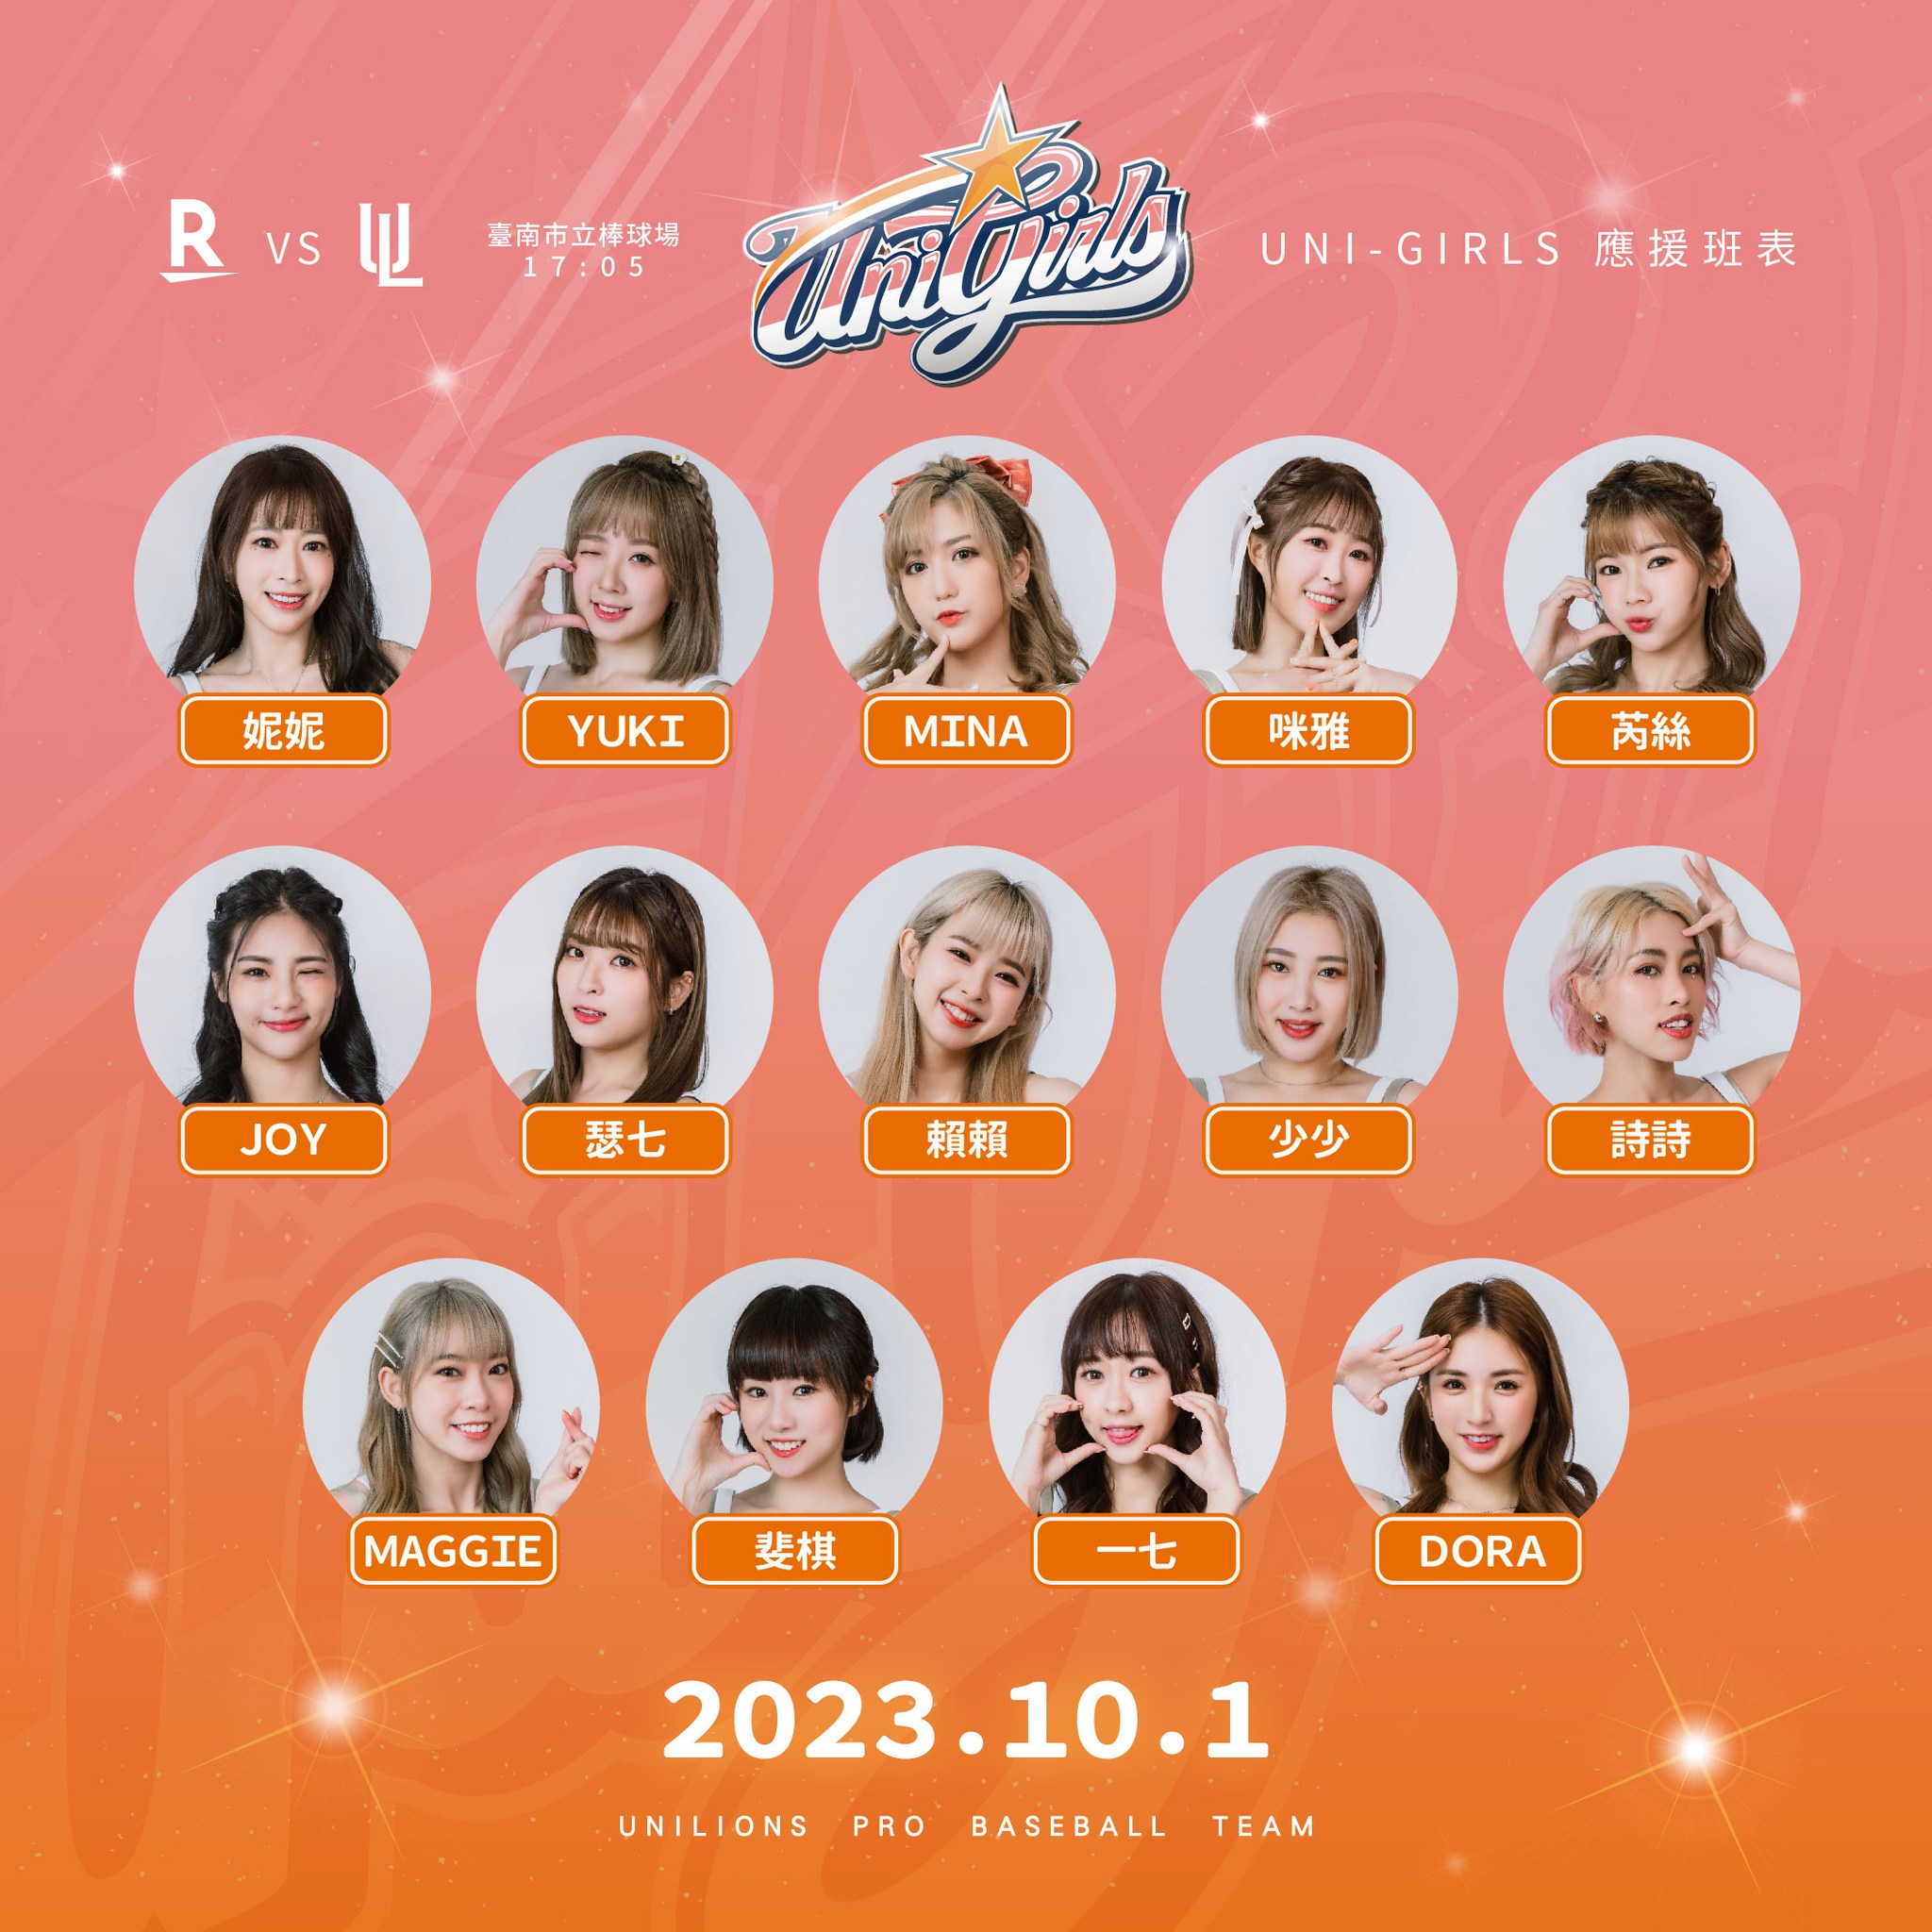 R VS UL
臺南市立棒球場
17:05
UniGirls
UNI-GIRLS 應援班表
妮妮 YUKI MINA 咪雅 芮絲
JOY 瑟七 賴賴 少少 詩詩
MAGGIE 斐棋 一七 DORA
2023.10.1
UNILIONS PRO BASEBALL TEAM